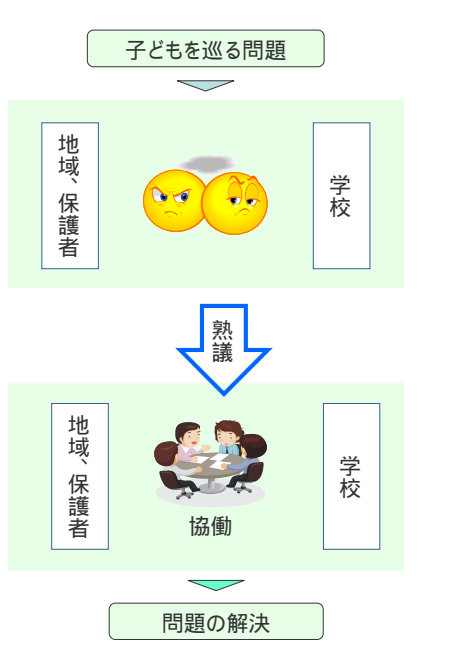 子どもを巡る問題
地域、保護者
学校
熟議
地域、保護者
学校
協働
問題の解決